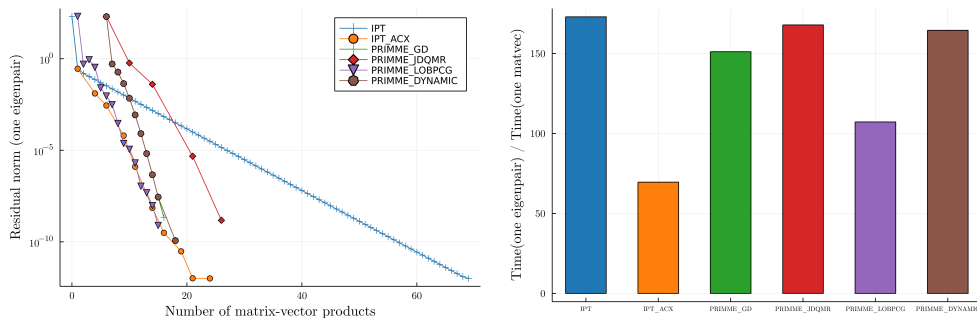 Residual norm (one eigenpair)
10^0
10^-5
10^-10
0
20
40
60
Number of matrix-vector products
IPT
IPT_ACX
PRIMME_GD
PRIMME_JDQMR
PRIMME_LOBPCG
PRIMME_DYNAMIC
Time(one eigenpair) / Time(one matvec)
150
100
50
0
IPT
IPT_ACX
PRIMME_GD
PRIMME_JDQMR
PRIMME_LOBPCG
PRIMME_DYNAMIC